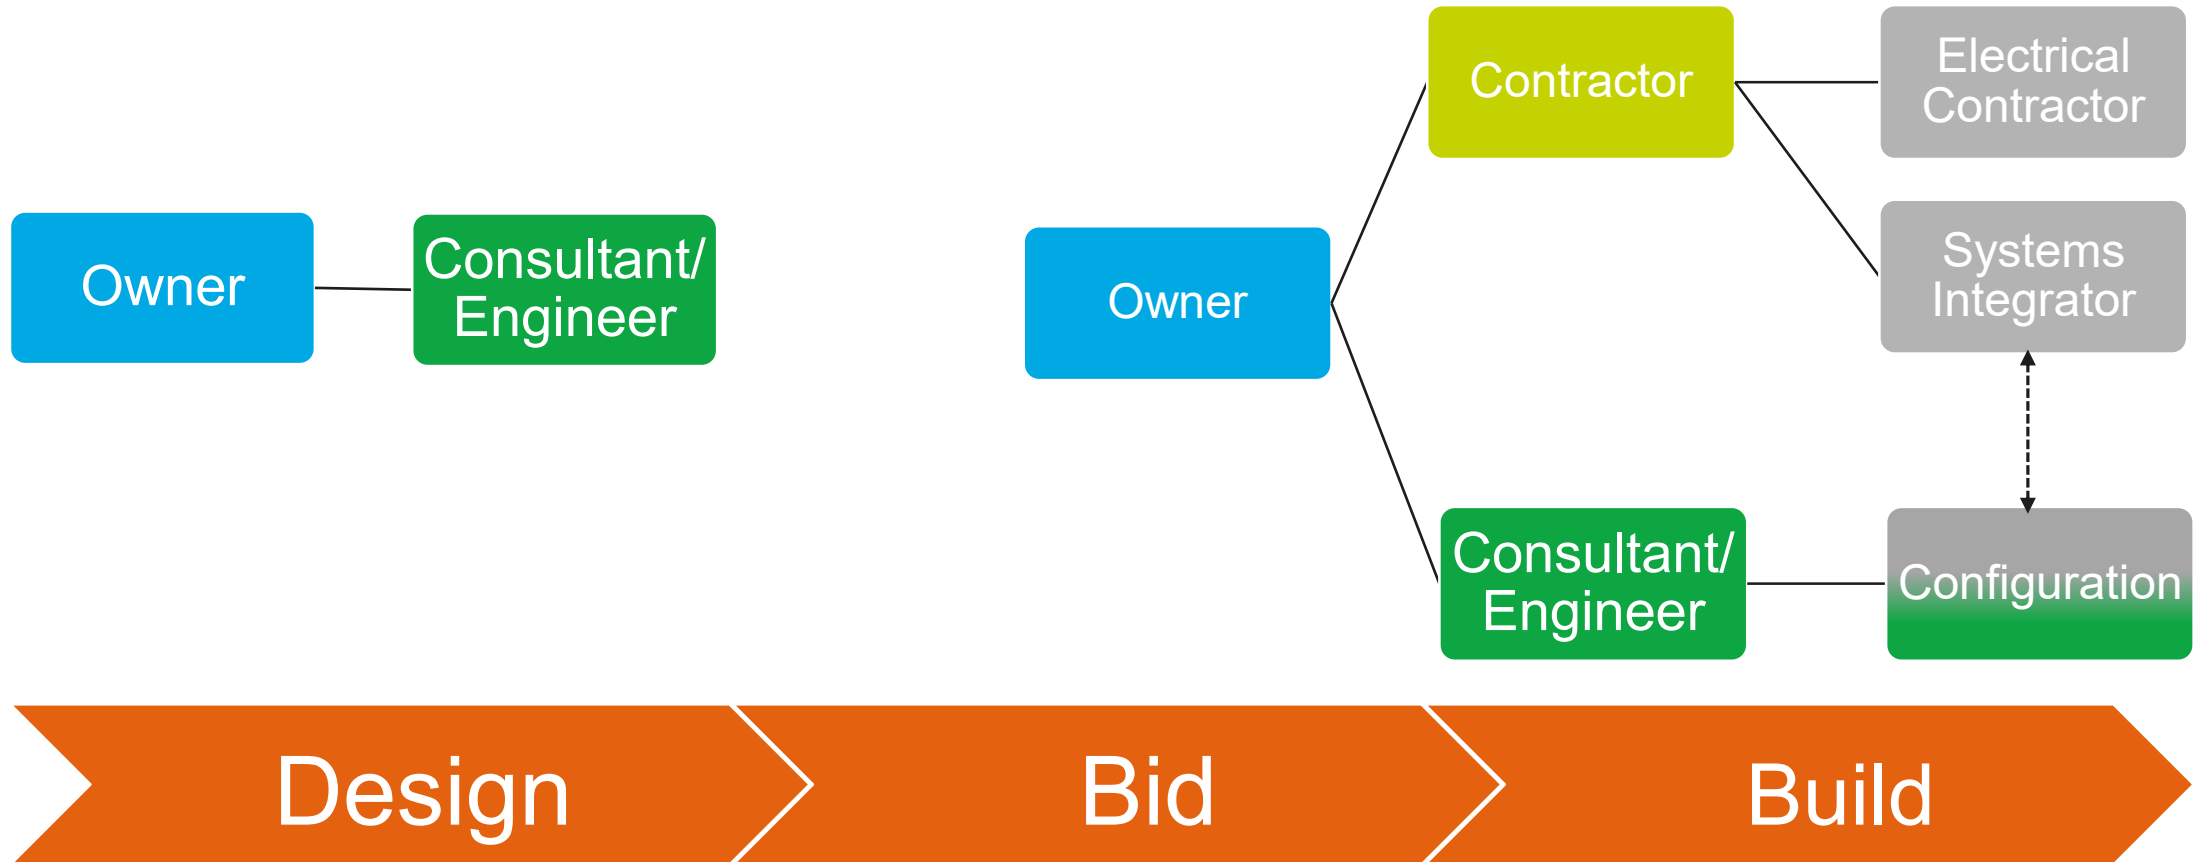 Owner
Consultant/
Engineer
Owner
Contractor
Electrical
Contractor
Systems
Integrator
Consultant/
Engineer
Configuration
Design
Bid
Build